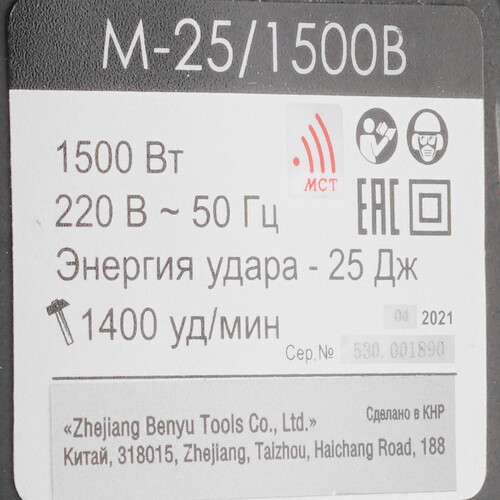 М-25/1500В
1500 Вт
MCT
220 В ~ 50 Гц
EAC
Энергия удара - 25 Дж
1400 уд/мин
04 2021
Сер.№ 530.001890
«Zhejiang Benyu Tools Co., Ltd.» Сделано в КНР
Китай, 318015, Zhejiang, Taizhou, Haichang Road, 188